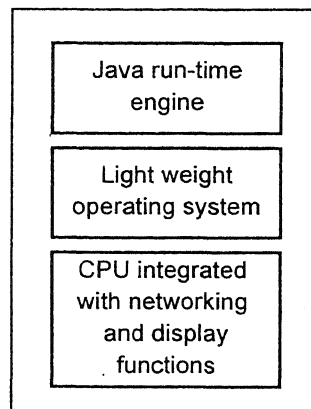 Java run-time
engine
Light weight
operating system
CPU integrated
with networking
and display
functions